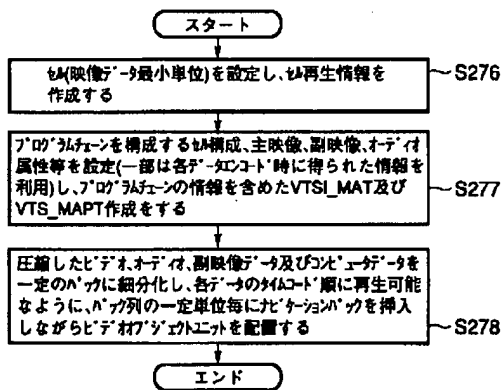 スタート
セル(映像データ最小単位)を設定し、セル再生情報を
作成する
S276
プログラムチェーンを構成するセル構成、主映像、副映像、オーディオ
属性等を設定(一部は各データエンコード時に得られた情報を
利用)し、プログラムチェーンの情報を含めたVTSI_MAT及び
VTS_MAPT作成をする
S277
圧縮したビデオ、オーディオ、副映像データ及びコンピュータデータを
一定のパックに細分化し、各データのタイムコード順に再生可能
なように、パック列の一定単位毎にナビゲーションパックを挿入
しながらビデオオブジェクトユニットを配置する
S278
エンド